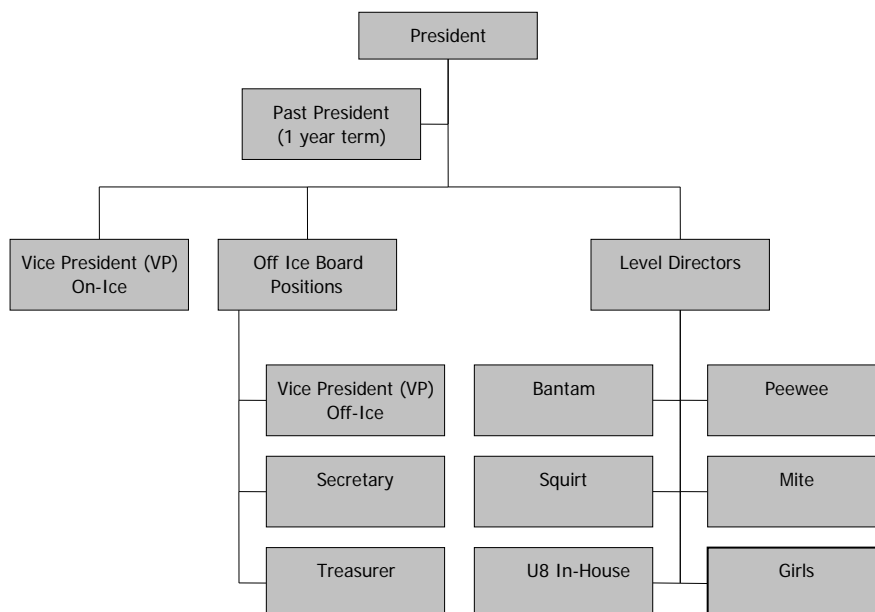 President
Past President
(1 year term)
Vice President (VP)
On-Ice
Off Ice Board
Positions
Level Directors
Vice President (VP)
Off-Ice
Bantam
Peewee
Secretary
Squirt
Mite
Treasurer
U8 In-House
Girls